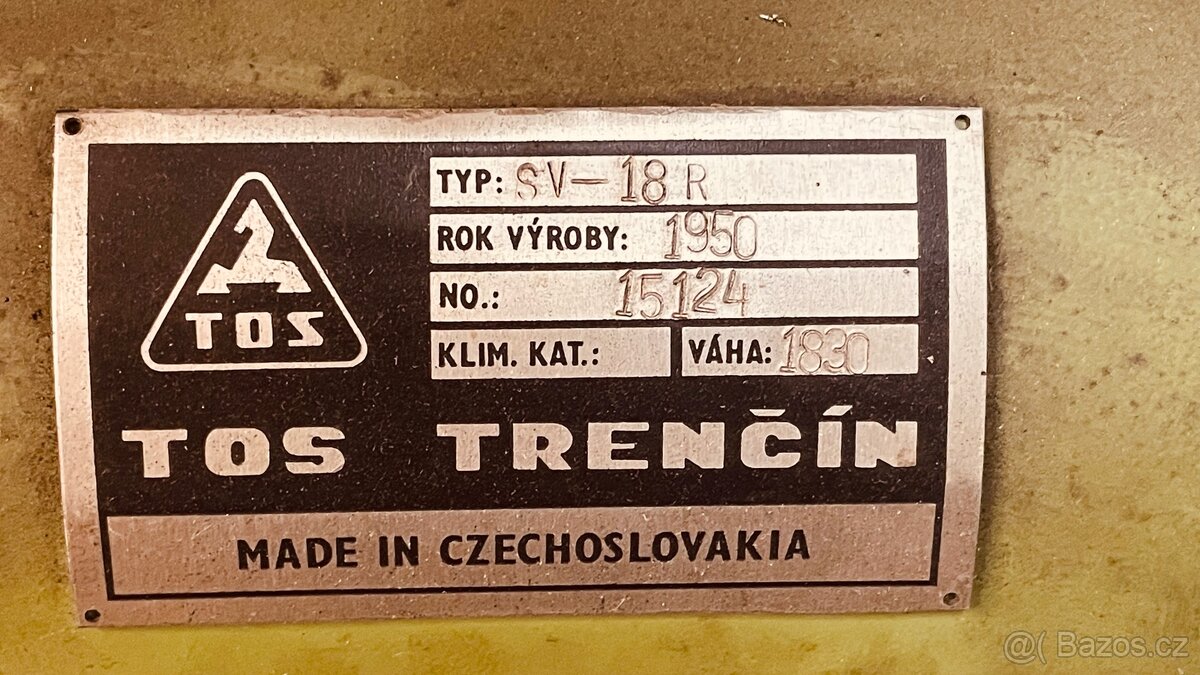 TYP: SV-18 R
ROK VÝROBY: 1950
NO.: 15124
KLIM. KAT.: VÁHA: 1830
TOS
TOS TRENČÍN
MADE IN CZECHOSLOVAKIA
@( Bazos.cz